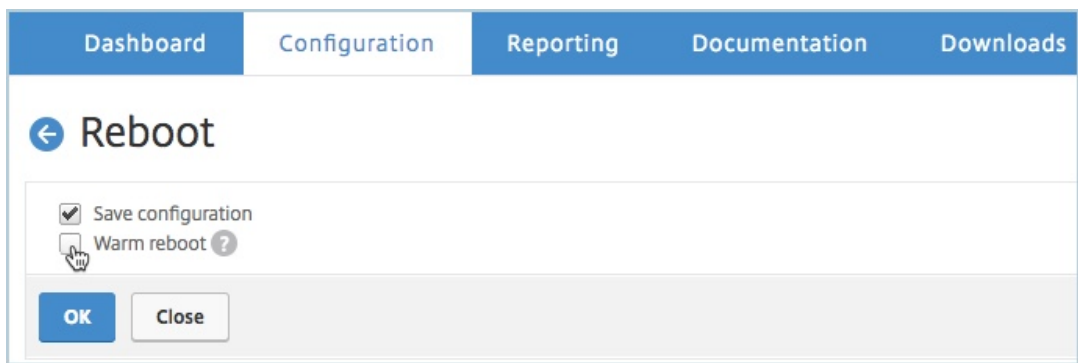 Dashboard Configuration Reporting Documentation Downloads
Reboot
Save configuration
Warm reboot ?
OK Close